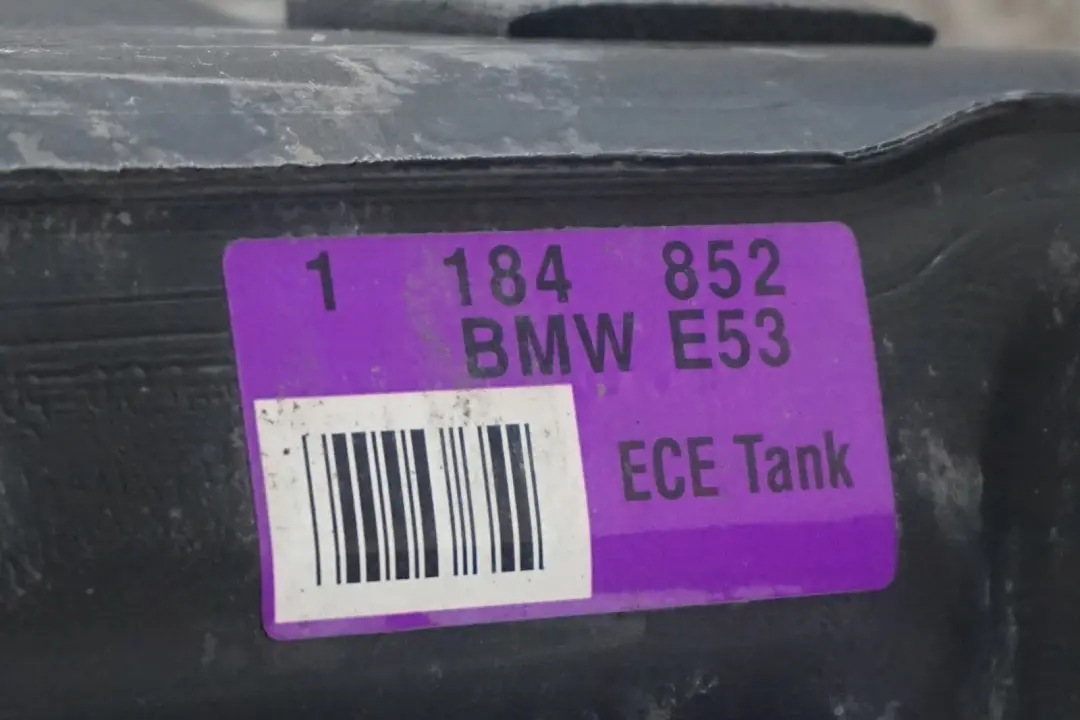 1 184 852
BMW E53
ECE Tank